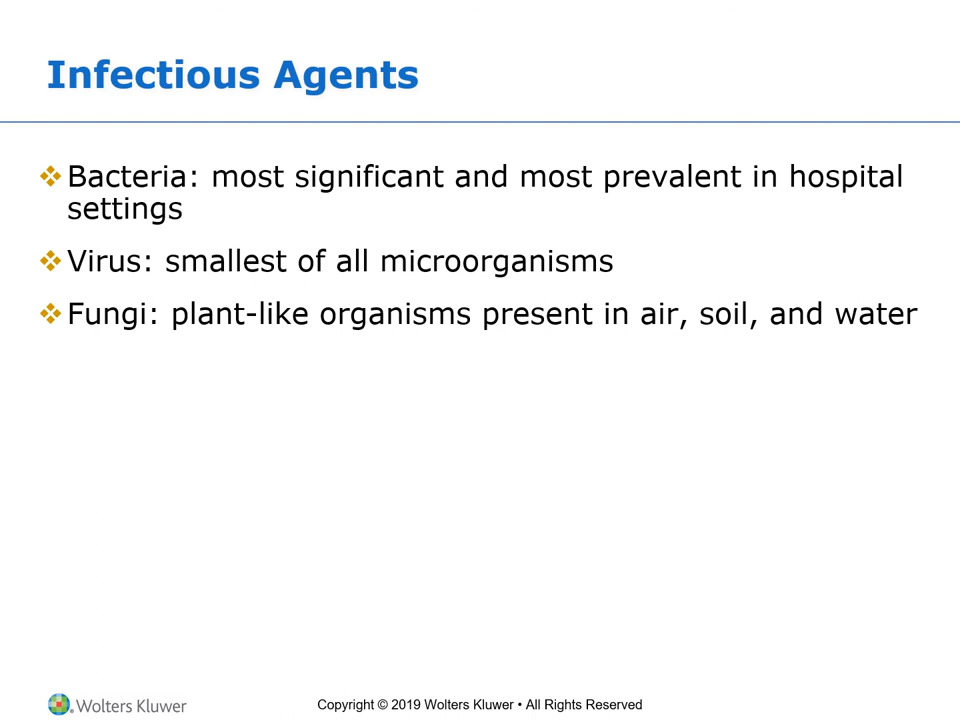 Infectious Agents
❖Bacteria: most significant and most prevalent in hospital
settings
❖Virus: smallest of all microorganisms
❖Fungi: plant-like organisms present in air, soil, and water
Wolters Kluwer
Copyright © 2019 Wolters Kluwer • All Rights Reserved